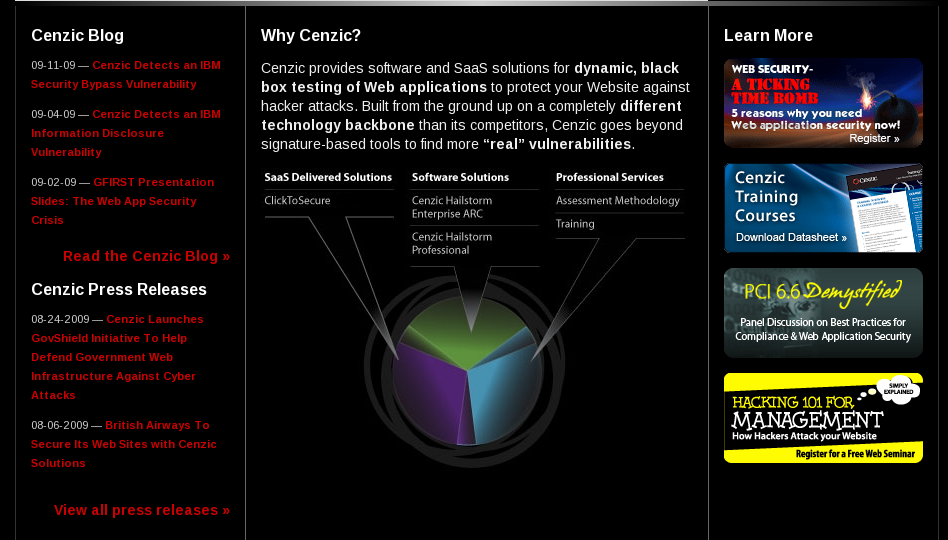 Cenzic Blog
09-11-09 — Cenzic Detects an IBM
Security Bypass Vulnerability
09-04-09 — Cenzic Detects an IBM
Information Disclosure
Vulnerability
09-02-09 — GFIRST Presentation
Slides: The Web App Security
Crisis
Read the Cenzic Blog »
Cenzic Press Releases
08-24-2009 — Cenzic Launches
GovShield Initiative To Help
Defend Government Web
Infrastructure Against Cyber
Attacks
08-06-2009 — British Airways To
Secure Its Web Sites with Cenzic
Solutions
View all press releases »
Why Cenzic?
Cenzic provides software and SaaS solutions for dynamic, black
box testing of Web applications to protect your Website against
hacker attacks. Built from the ground up on a completely different
technology backbone than its competitors, Cenzic goes beyond
signature-based tools to find more “real” vulnerabilities.
SaaS Delivered Solutions
ClickToSecure
Software Solutions
Cenzic Hailstorm
Enterprise ARC
Cenzic Hailstorm
Professional
Professional Services
Assessment Methodology
Training
Learn More
WEB SECURITY-
A TICKING
TIME BOMB
5 reasons why you need
Web application security now!
Register »
Cenzic
Training
Courses
Download Datasheet »
Cenzic
PCI 6.6 Demystified
Panel Discussion on Best Practices for
Compliance & Web Application Security
SIMPLY
EXPLAINED
HACKING 101 FOR
MANAGEMENT
How Hackers Attack your Website
Register for a Free Web Seminar